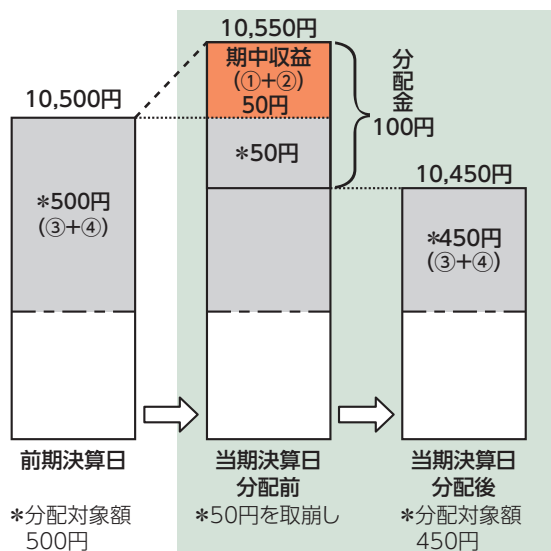 10,500円
*500円
(③+④)
前期決算日
*分配対象額
500円
10,550円
期中収益
(①+②)
50円
*50円
分配金
100円
当期決算日
分配前
*50円を取崩し
10,450円
*450円
(③+④)
当期決算日
分配後
*分配対象額
450円